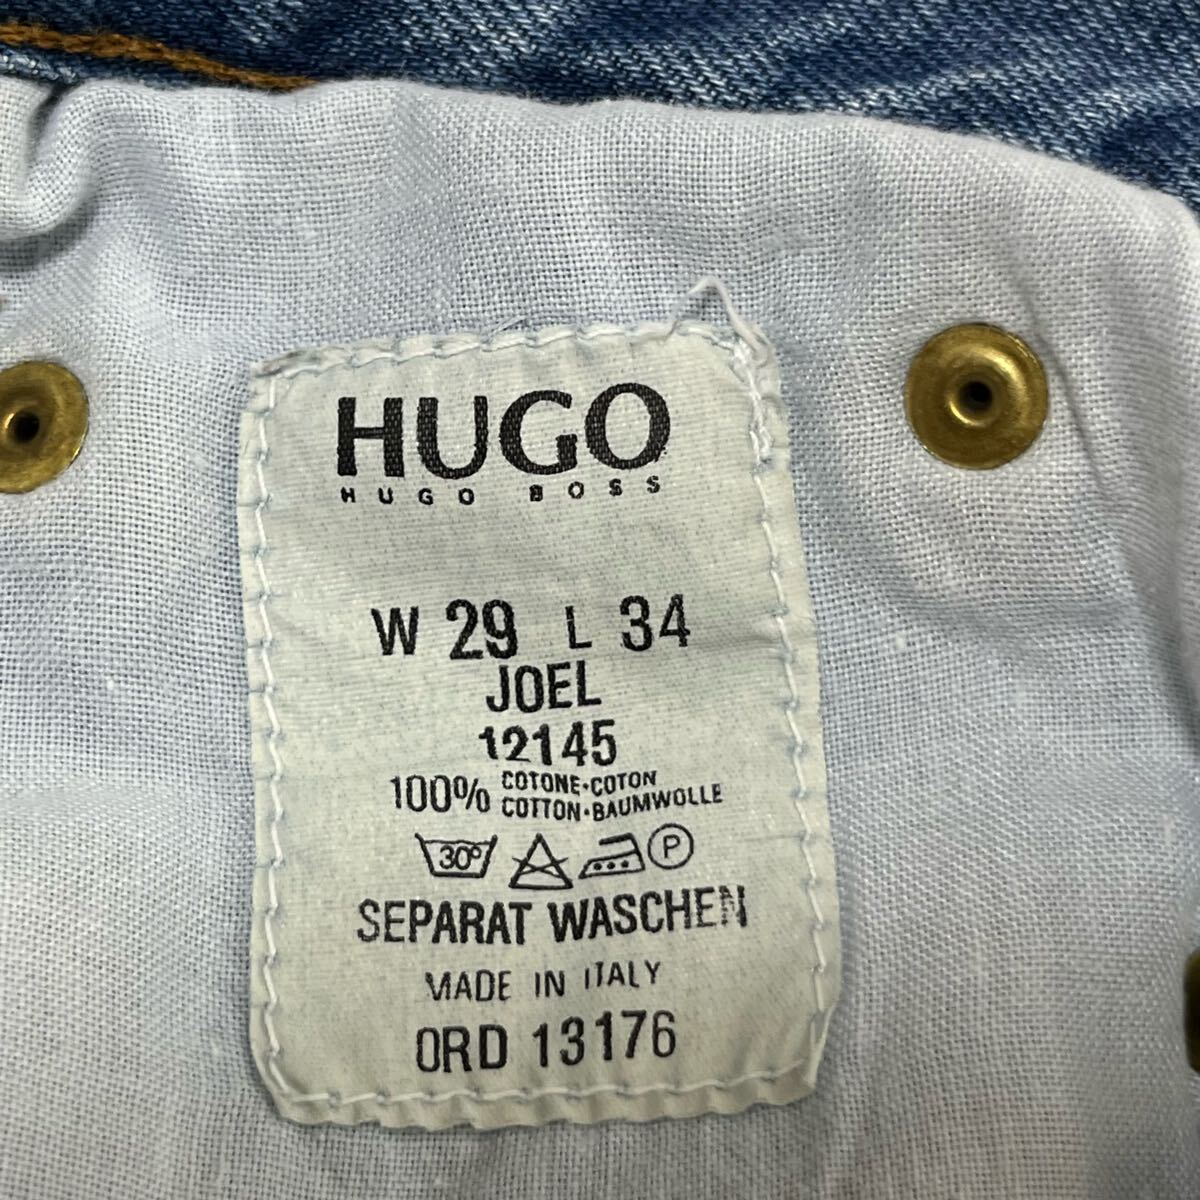 HUGO
HUGO BOSS
W 29 L 34
JOEL
12145
100% COTONE·COTON
COTTON·BAUMWOLLE
30° P
SEPARAT WASCHEN
MADE IN ITALY
ORD 13176